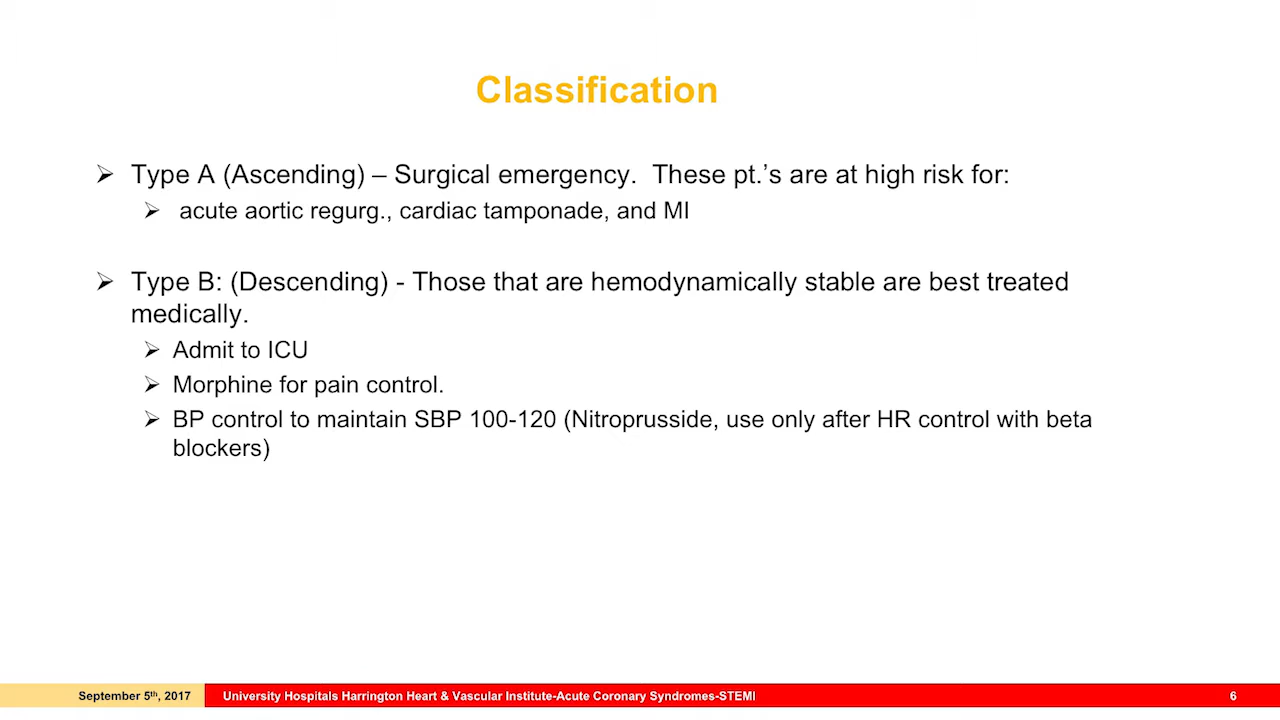 Classification
➢ Type A (Ascending) – Surgical emergency.  These pt.’s are at high risk for:
➢ acute aortic regurg., cardiac tamponade, and MI
➢ Type B: (Descending) - Those that are hemodynamically stable are best treated
medically.
➢ Admit to ICU
➢ Morphine for pain control.
➢ BP control to maintain SBP 100-120 (Nitroprusside, use only after HR control with beta
blockers)
September 5th, 2017 University Hospitals Harrington Heart & Vascular Institute-Acute Coronary Syndromes-STEMI 6